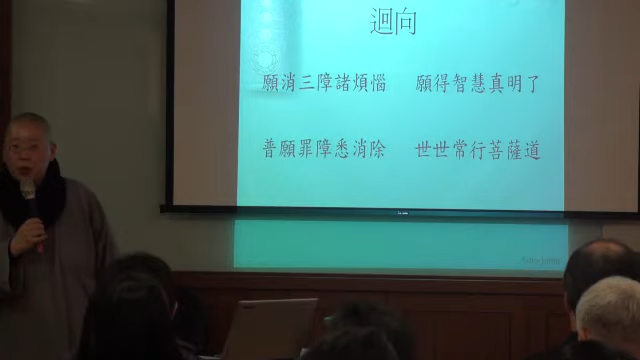 迴向
願消三障諸煩惱 願得智慧真明了
普願罪障悉消除 世世常行菩薩道